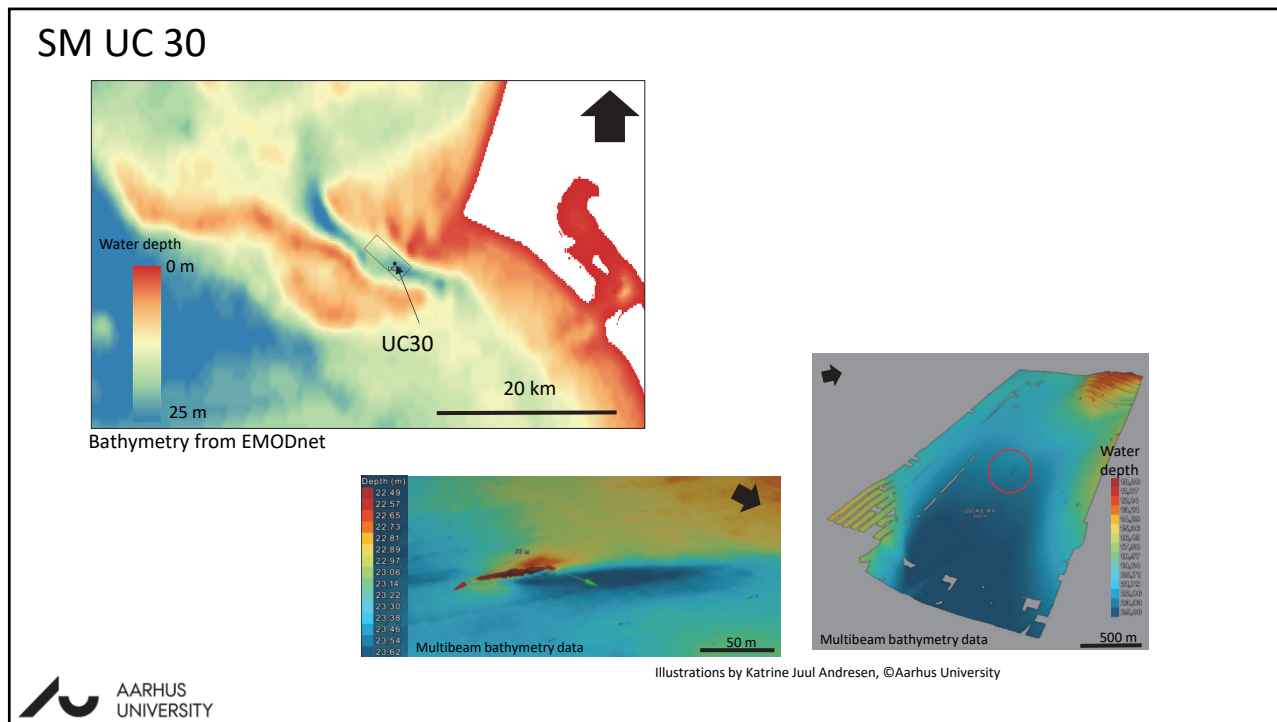 SM UC 30
Water depth
0 m
25 m
UC30
20 km
Bathymetry from EMODnet
Depth (m)
22.49
22.57
22.65
22.73
22.81
22.89
22.97
23.06
23.14
23.22
23.30
23.38
23.46
23.54
23.62
Multibeam bathymetry data
50 m
Water
depth
Multibeam bathymetry data
500 m
Illustrations by Katrine Juul Andresen, ©Aarhus University
AARHUS
UNIVERSITY